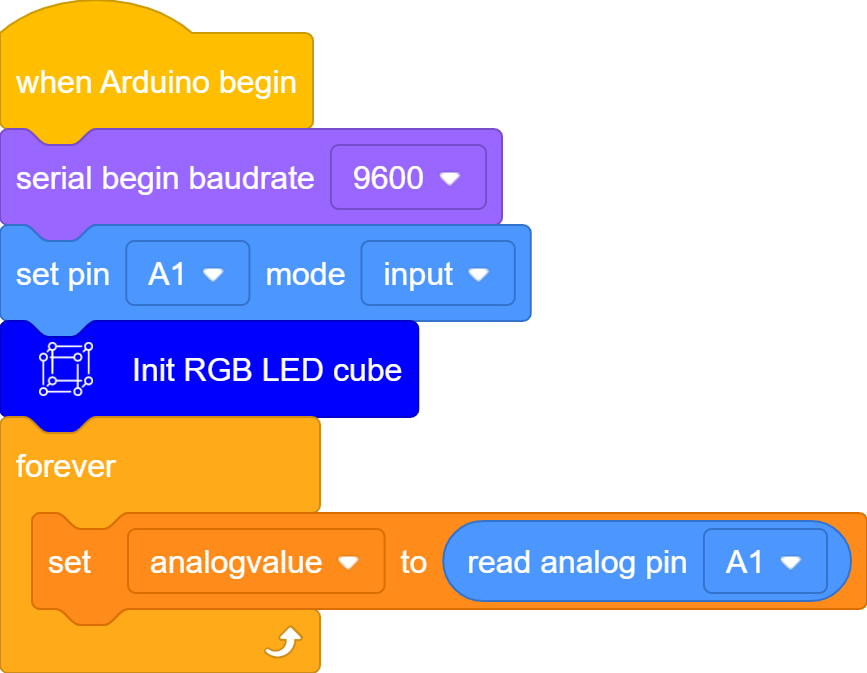 when Arduino begin
serial begin baudrate 9600
set pin A1 mode input
Init RGB LED cube
forever
set analogvalue to read analog pin A1